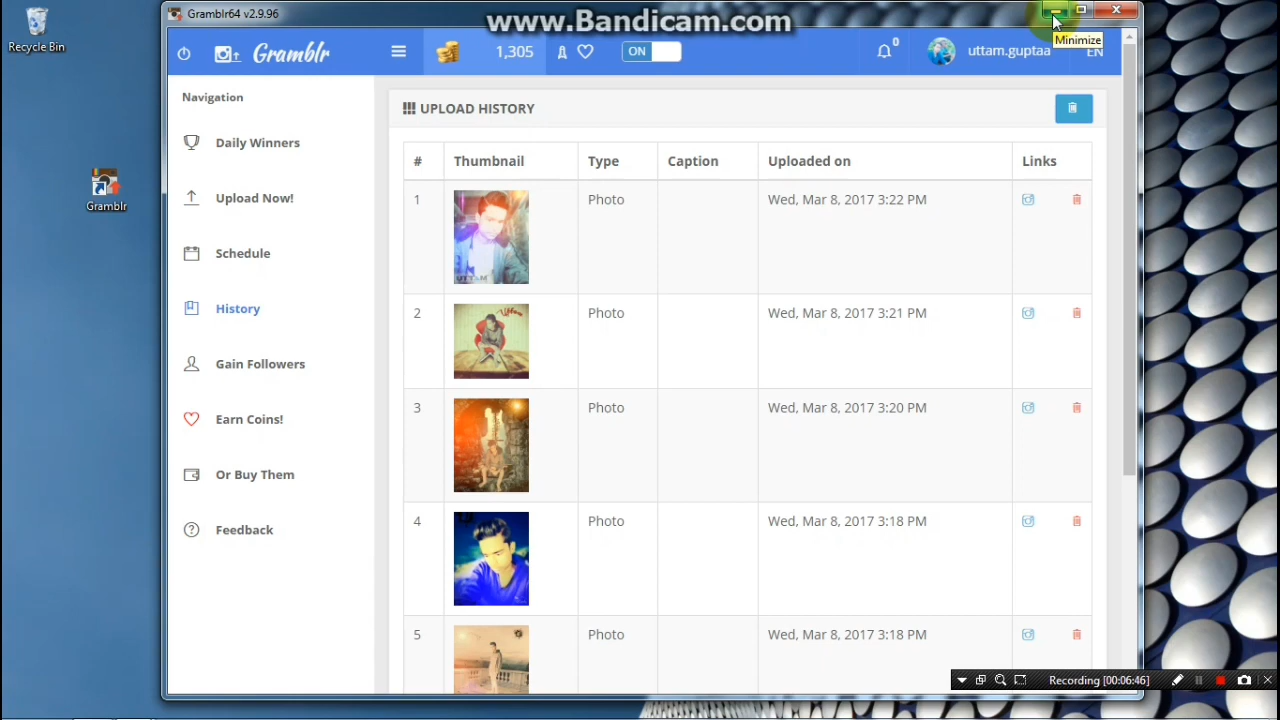 Gramblr64 v2.9.96
www.Bandicam.com
Recycle Bin
Gramblr
1,305
ON
0
uttam.guptaa
EN
Minimize
Gramblr
Navigation
Daily Winners
Upload Now!
Schedule
History
Gain Followers
Earn Coins!
Or Buy Them
Feedback
UPLOAD HISTORY
# Thumbnail Type Caption Uploaded on Links
1 Photo Wed, Mar 8, 2017 3:22 PM
UTTAM
2 Photo Wed, Mar 8, 2017 3:21 PM
3 Photo Wed, Mar 8, 2017 3:20 PM
4 Photo Wed, Mar 8, 2017 3:18 PM
5 Photo Wed, Mar 8, 2017 3:18 PM
Recording [00:06:46]